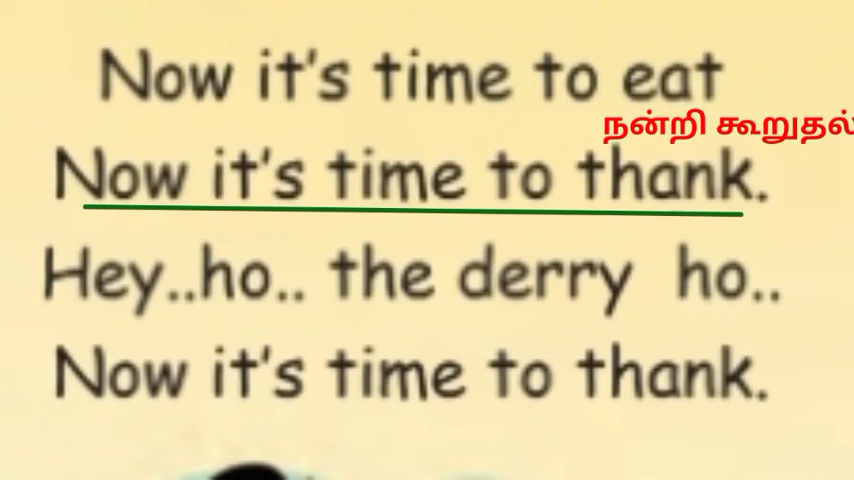 Now it's time to eat
நன்றி கூறுதல்
Now it's time to thank.
Hey..ho.. the derry ho..
Now it's time to thank.